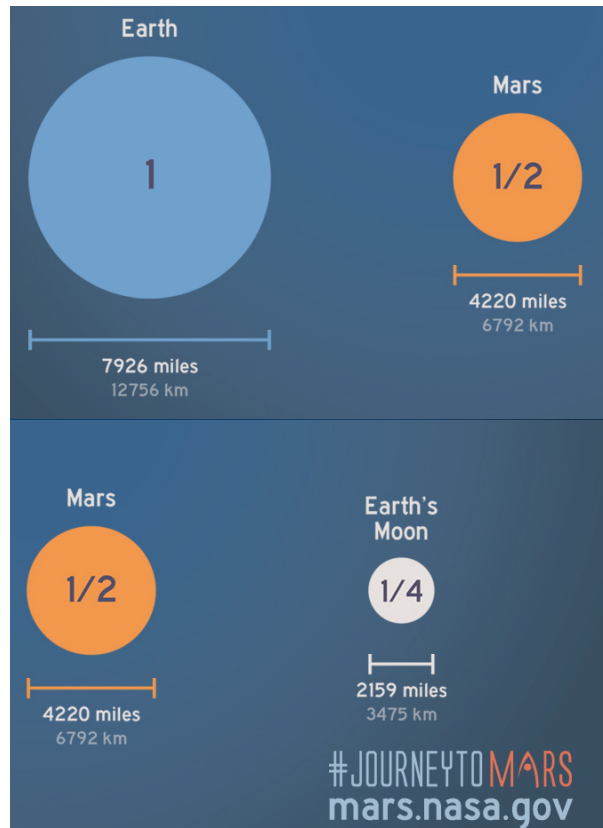 Earth
1
7926 miles
12756 km
Mars
1/2
4220 miles
6792 km
Mars
1/2
4220 miles
6792 km
Earth's
Moon
1/4
2159 miles
3475 km
#JOURNEYTOMARS
mars.nasa.gov